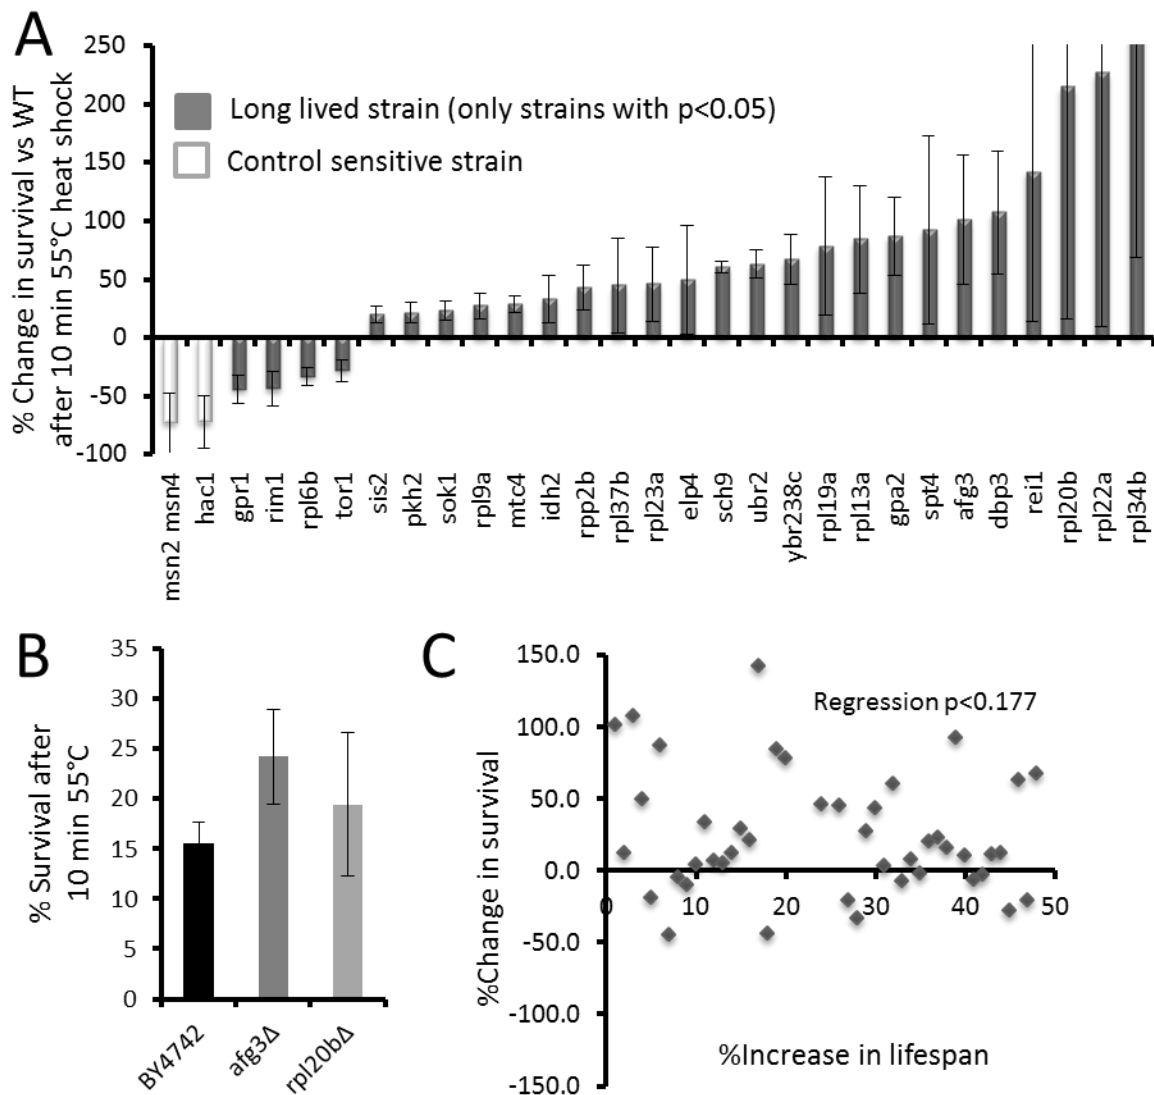 A
% Change in survival vs WT
after 10 min 55°C heat shock
250
200
150
100
50
0
-50
-100
Long lived strain (only strains with p<0.05)
Control sensitive strain
msn2 msn4
hac1
gpr1
rim1
rpl6b
tor1
sis2
pkh2
sok1
rpl9a
mtc4
idh2
rpp2b
rpl37b
rpl23a
elp4
sch9
ubr2
ybr238c
rpl19a
rpl13a
gpa2
spt4
afg3
dbp3
rei1
rpl20b
rpl22a
rpl34b
B
% Survival after
10 min 55°C
35
30
25
20
15
10
5
0
BY4742
afg3Δ
rpl20bΔ
C
%Change in survival
150.0
100.0
50.0
0.0
-50.0
-100.0
-150.0
Regression p<0.177
0
10
20
30
40
50
%Increase in lifespan